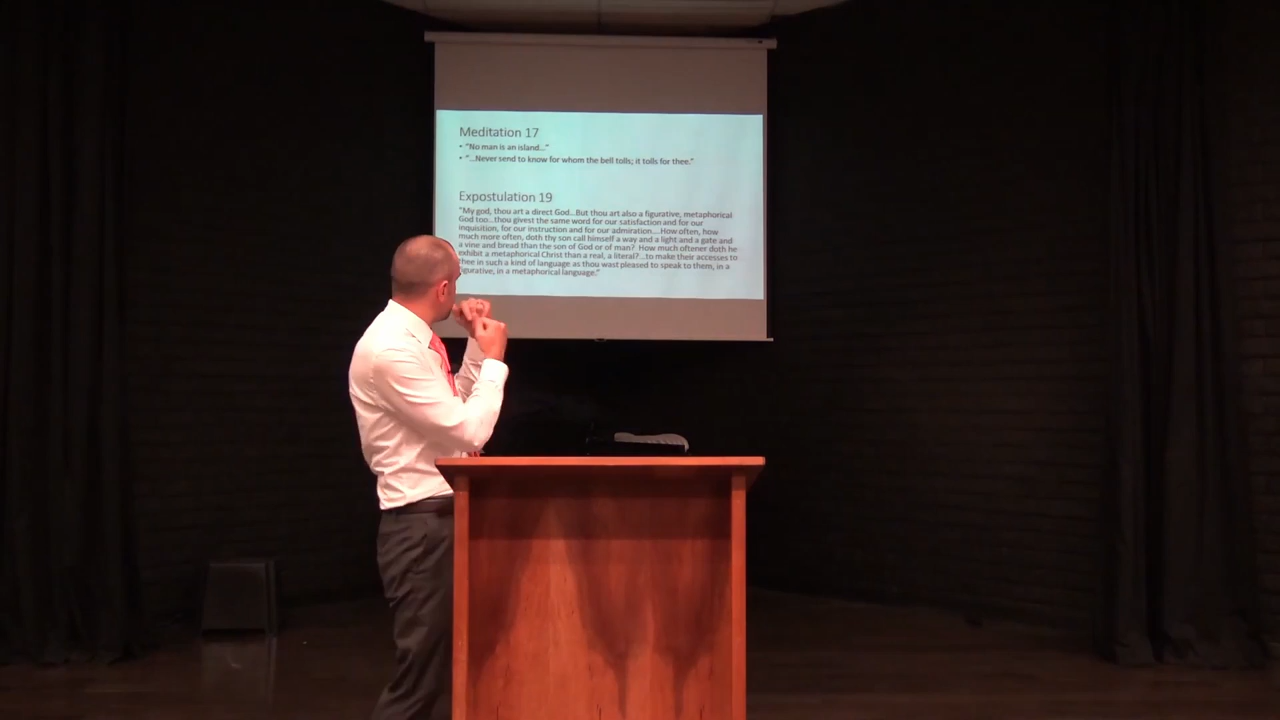 Meditation 17
• "No man is an island..."
• "...Never send to know for whom the bell tolls; it tolls for thee."
Expostulation 19
"My god, thou art a direct God...But thou art also a figurative, metaphorical
God too...thou givest the same word for our satisfaction and for our
inquisition, for our instruction and for our admiration....How often, how
much more often, doth thy son call himself a way and a light and a gate and
a vine and bread than the son of God or of man? How much oftener doth he
exhibit a metaphorical Christ than a real, a literal?...to make their accesses to
thee in such a kind of language as thou wast pleased to speak to them, in a
figurative, in a metaphorical language."